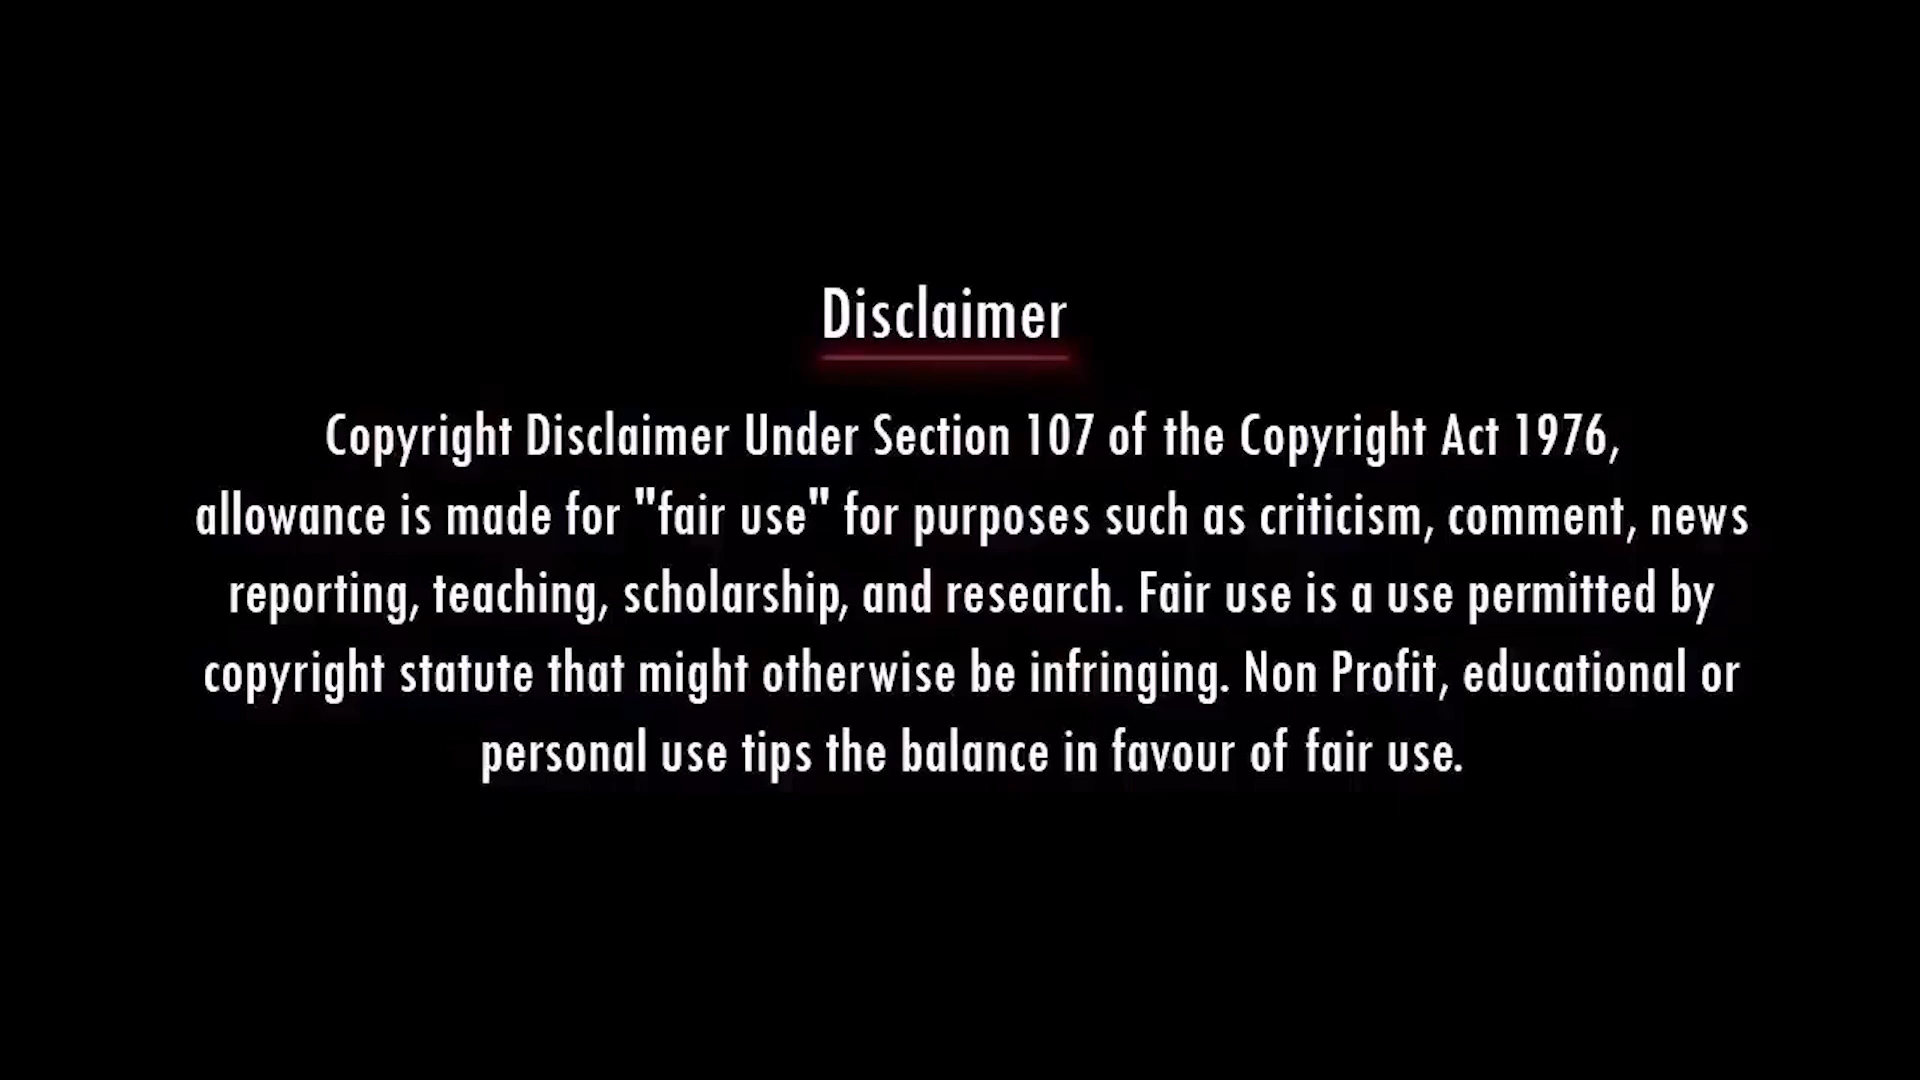 Disclaimer
Copyright Disclaimer Under Section 107 of the Copyright Act 1976,
allowance is made for "fair use" for purposes such as criticism, comment, news
reporting, teaching, scholarship, and research. Fair use is a use permitted by
copyright statute that might otherwise be infringing. Non Profit, educational or
personal use tips the balance in favour of fair use.